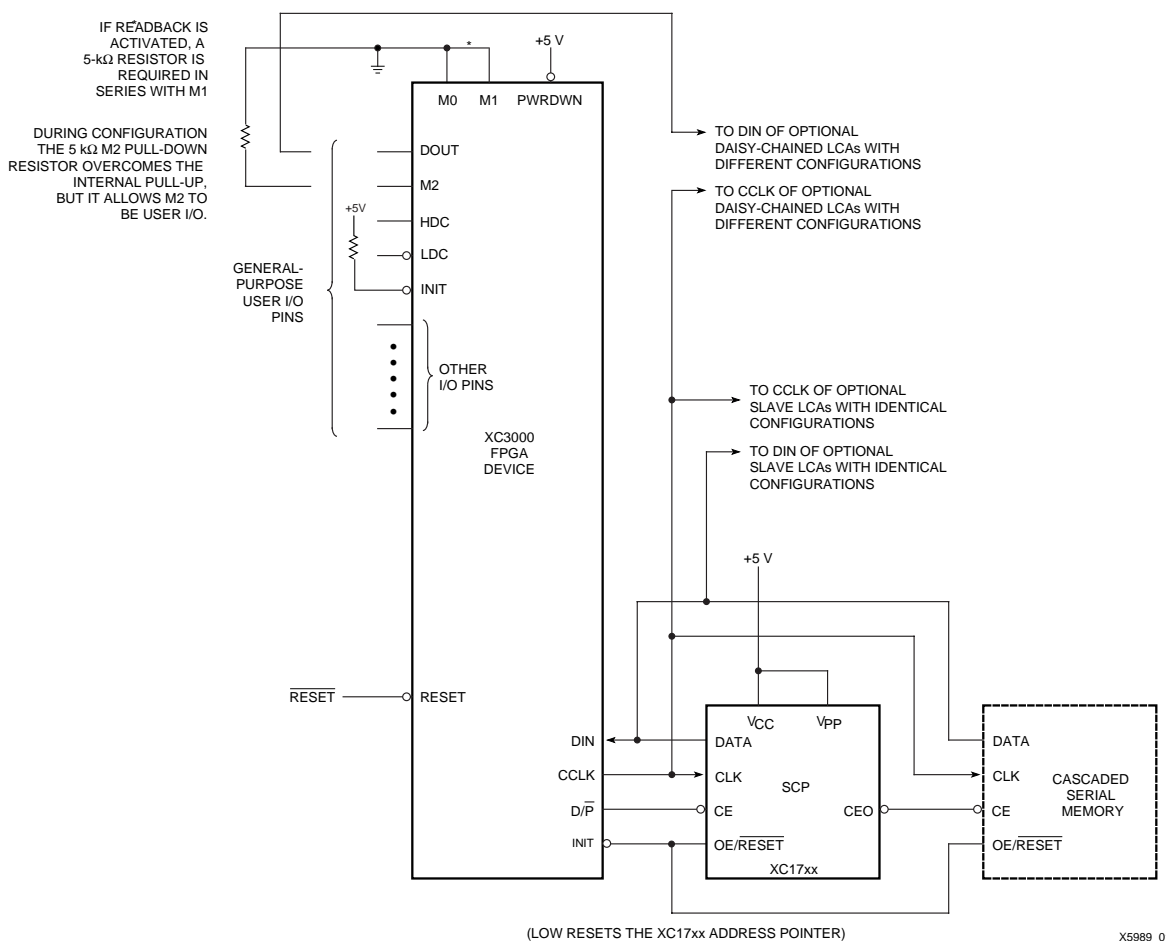 *
IF READBACK IS
ACTIVATED, A
5-kΩ RESISTOR IS
REQUIRED IN
SERIES WITH M1
*
+5 V
M0 M1 PWRDWN
DURING CONFIGURATION
THE 5 kΩ M2 PULL-DOWN
RESISTOR OVERCOMES THE
INTERNAL PULL-UP,
BUT IT ALLOWS M2 TO
BE USER I/O.
+5V
GENERAL-
PURPOSE
USER I/O
PINS
DOUT
M2
HDC
LDC
INIT
OTHER
I/O PINS
XC3000
FPGA
DEVICE
TO DIN OF OPTIONAL
DAISY-CHAINED LCAs WITH
DIFFERENT CONFIGURATIONS
TO CCLK OF OPTIONAL
DAISY-CHAINED LCAs WITH
DIFFERENT CONFIGURATIONS
TO CCLK OF OPTIONAL
SLAVE LCAs WITH IDENTICAL
CONFIGURATIONS
TO DIN OF OPTIONAL
SLAVE LCAs WITH IDENTICAL
CONFIGURATIONS
+5 V
RESET
RESET
DIN
CCLK
D/P
INIT
VCC VPP
DATA
CLK
SCP
CE
CEO
OE/RESET
XC17xx
DATA
CLK
CE
OE/RESET
CASCADED
SERIAL
MEMORY
(LOW RESETS THE XC17xx ADDRESS POINTER)
X5989_0